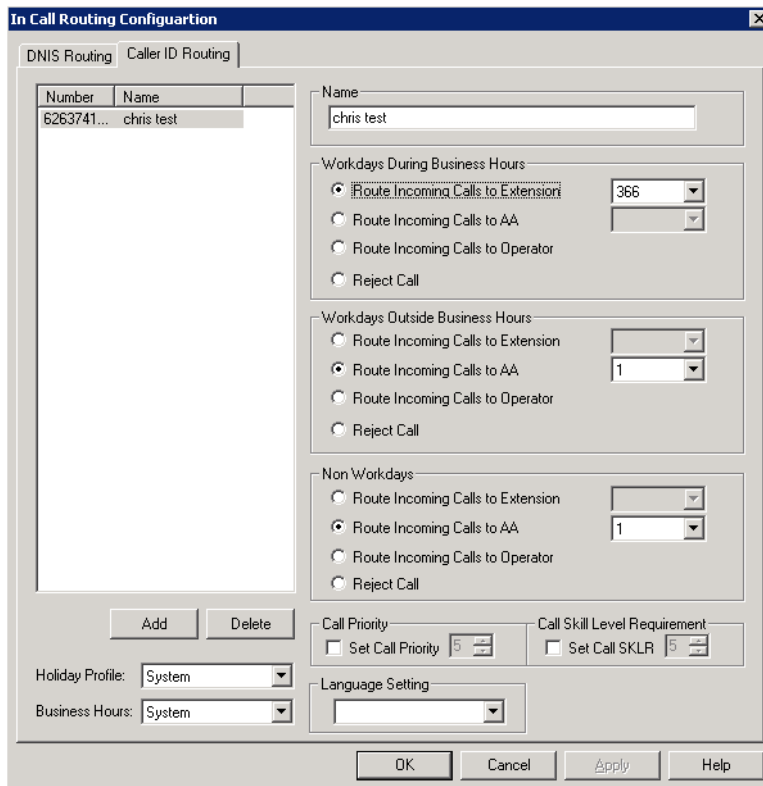 In Call Routing Configuartion
DNIS Routing Caller ID Routing
Number Name
6263741... chris test
Name
chris test
Workdays During Business Hours
Route Incoming Calls to Extension 366
Route Incoming Calls to AA
Route Incoming Calls to Operator
Reject Call
Workdays Outside Business Hours
Route Incoming Calls to Extension
Route Incoming Calls to AA 1
Route Incoming Calls to Operator
Reject Call
Non Workdays
Route Incoming Calls to Extension
Route Incoming Calls to AA 1
Route Incoming Calls to Operator
Reject Call
Add Delete
Call Priority Call Skill Level Requirement
Set Call Priority 5 Set Call SKLR 5
Holiday Profile: System
Language Setting
Business Hours: System
OK Cancel Apply Help